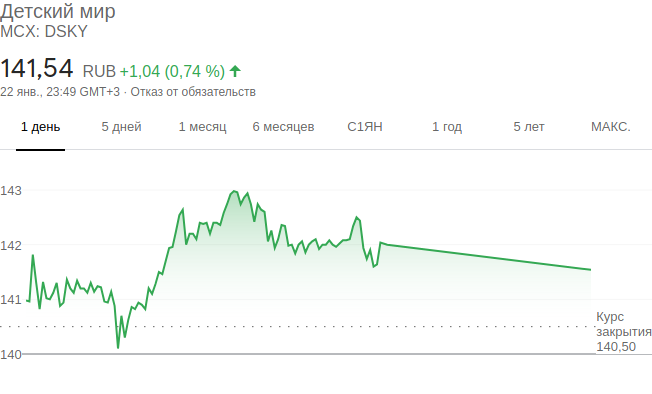 Детский мир
MCX: DSKY
141,54 RUB +1,04 (0,74 %)
22 янв., 23:49 GMT+3 · Отказ от обязательств
1 день 5 дней 1 месяц 6 месяцев С1ЯН 1 год 5 лет МАКС.
143
142
141
Курс
закрытия
140,50
140